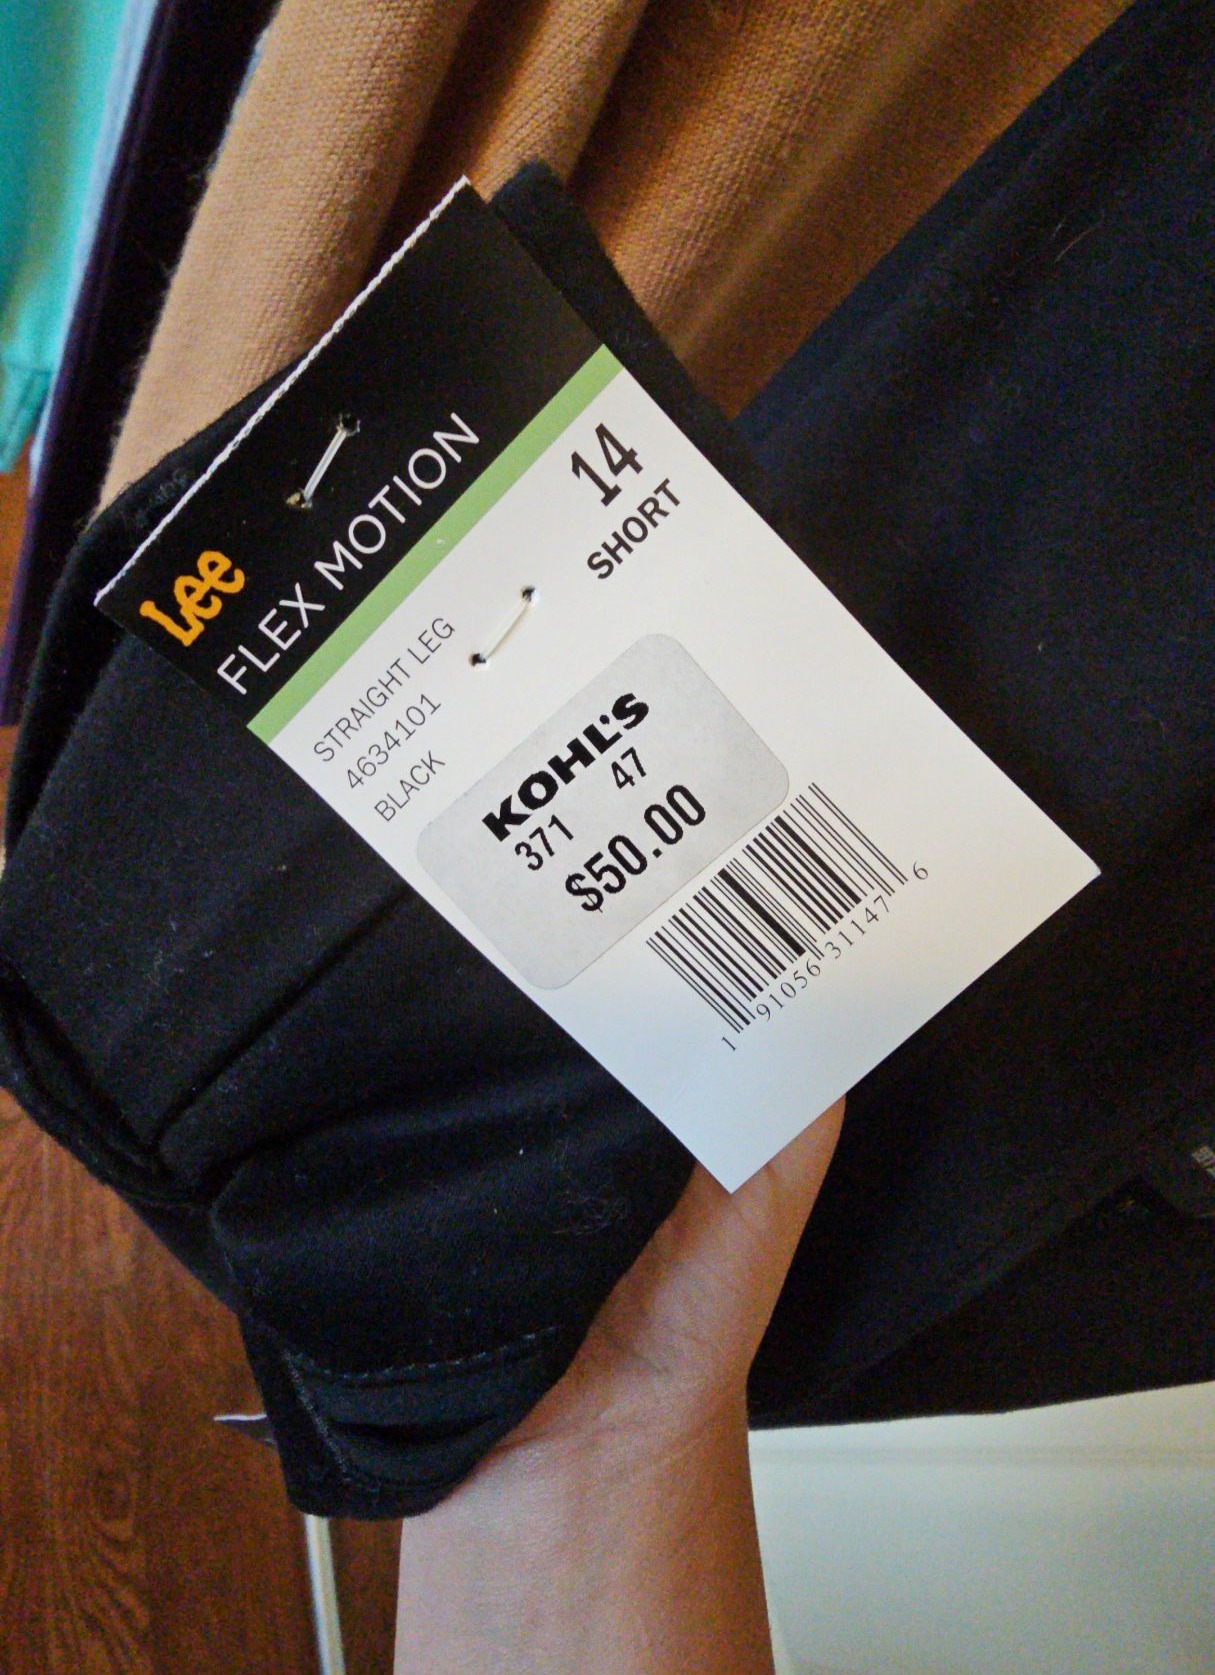 Lee
FLEX MOTION
14
SHORT
STRAIGHT LEG
4634101
BLACK
KOHL'S
371 47
$50.00
1 91056 31147 6